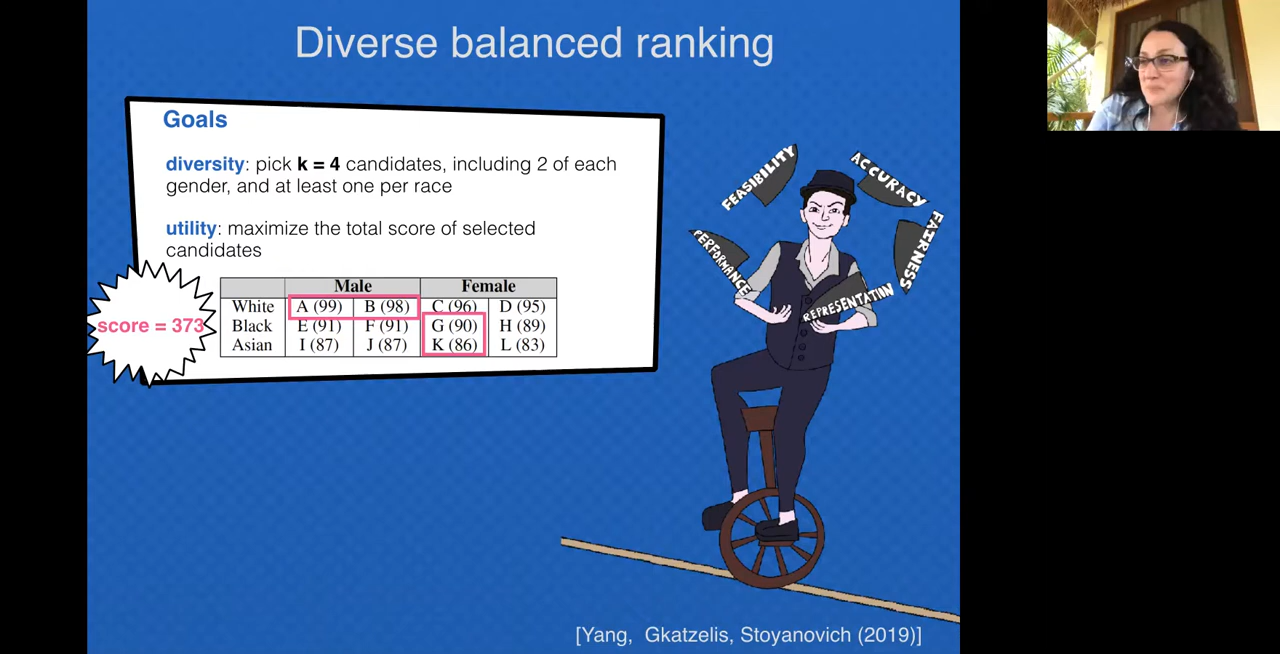 Diverse balanced ranking
Goals
diversity: pick k = 4 candidates, including 2 of each
gender, and at least one per race
utility: maximize the total score of selected
candidates
score = 373
Male Female
White A (99) B (98) C (96) D (95)
Black E (91) F (91) G (90) H (89)
Asian I (87) J (87) K (86) L (83)
FEASIBILITY
ACCURACY
PERFORMANCE
FAIRNESS
REPRESENTATION
[Yang, Gkatzelis, Stoyanovich (2019)]